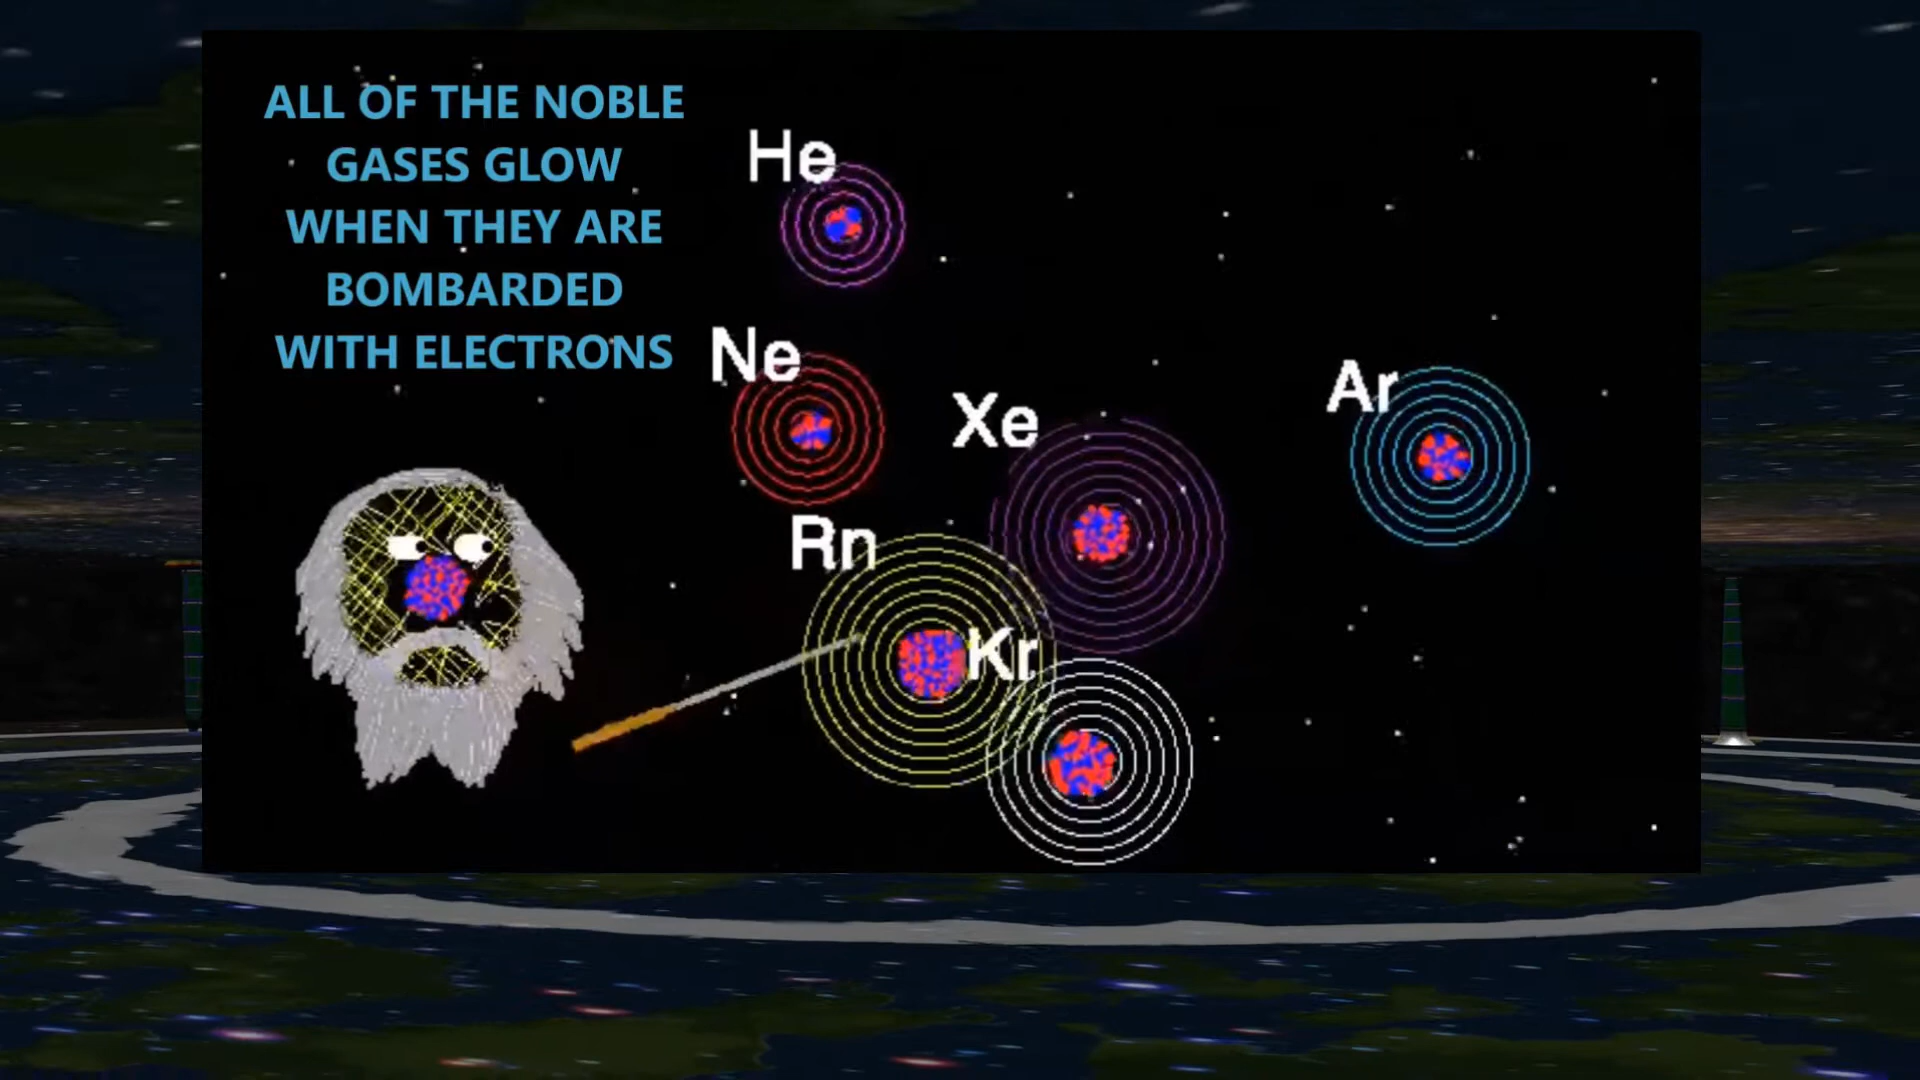 ALL OF THE NOBLE
GASES GLOW
WHEN THEY ARE
BOMBARDED
WITH ELECTRONS
He
Ne
Xe
Ar
Rn
Kr